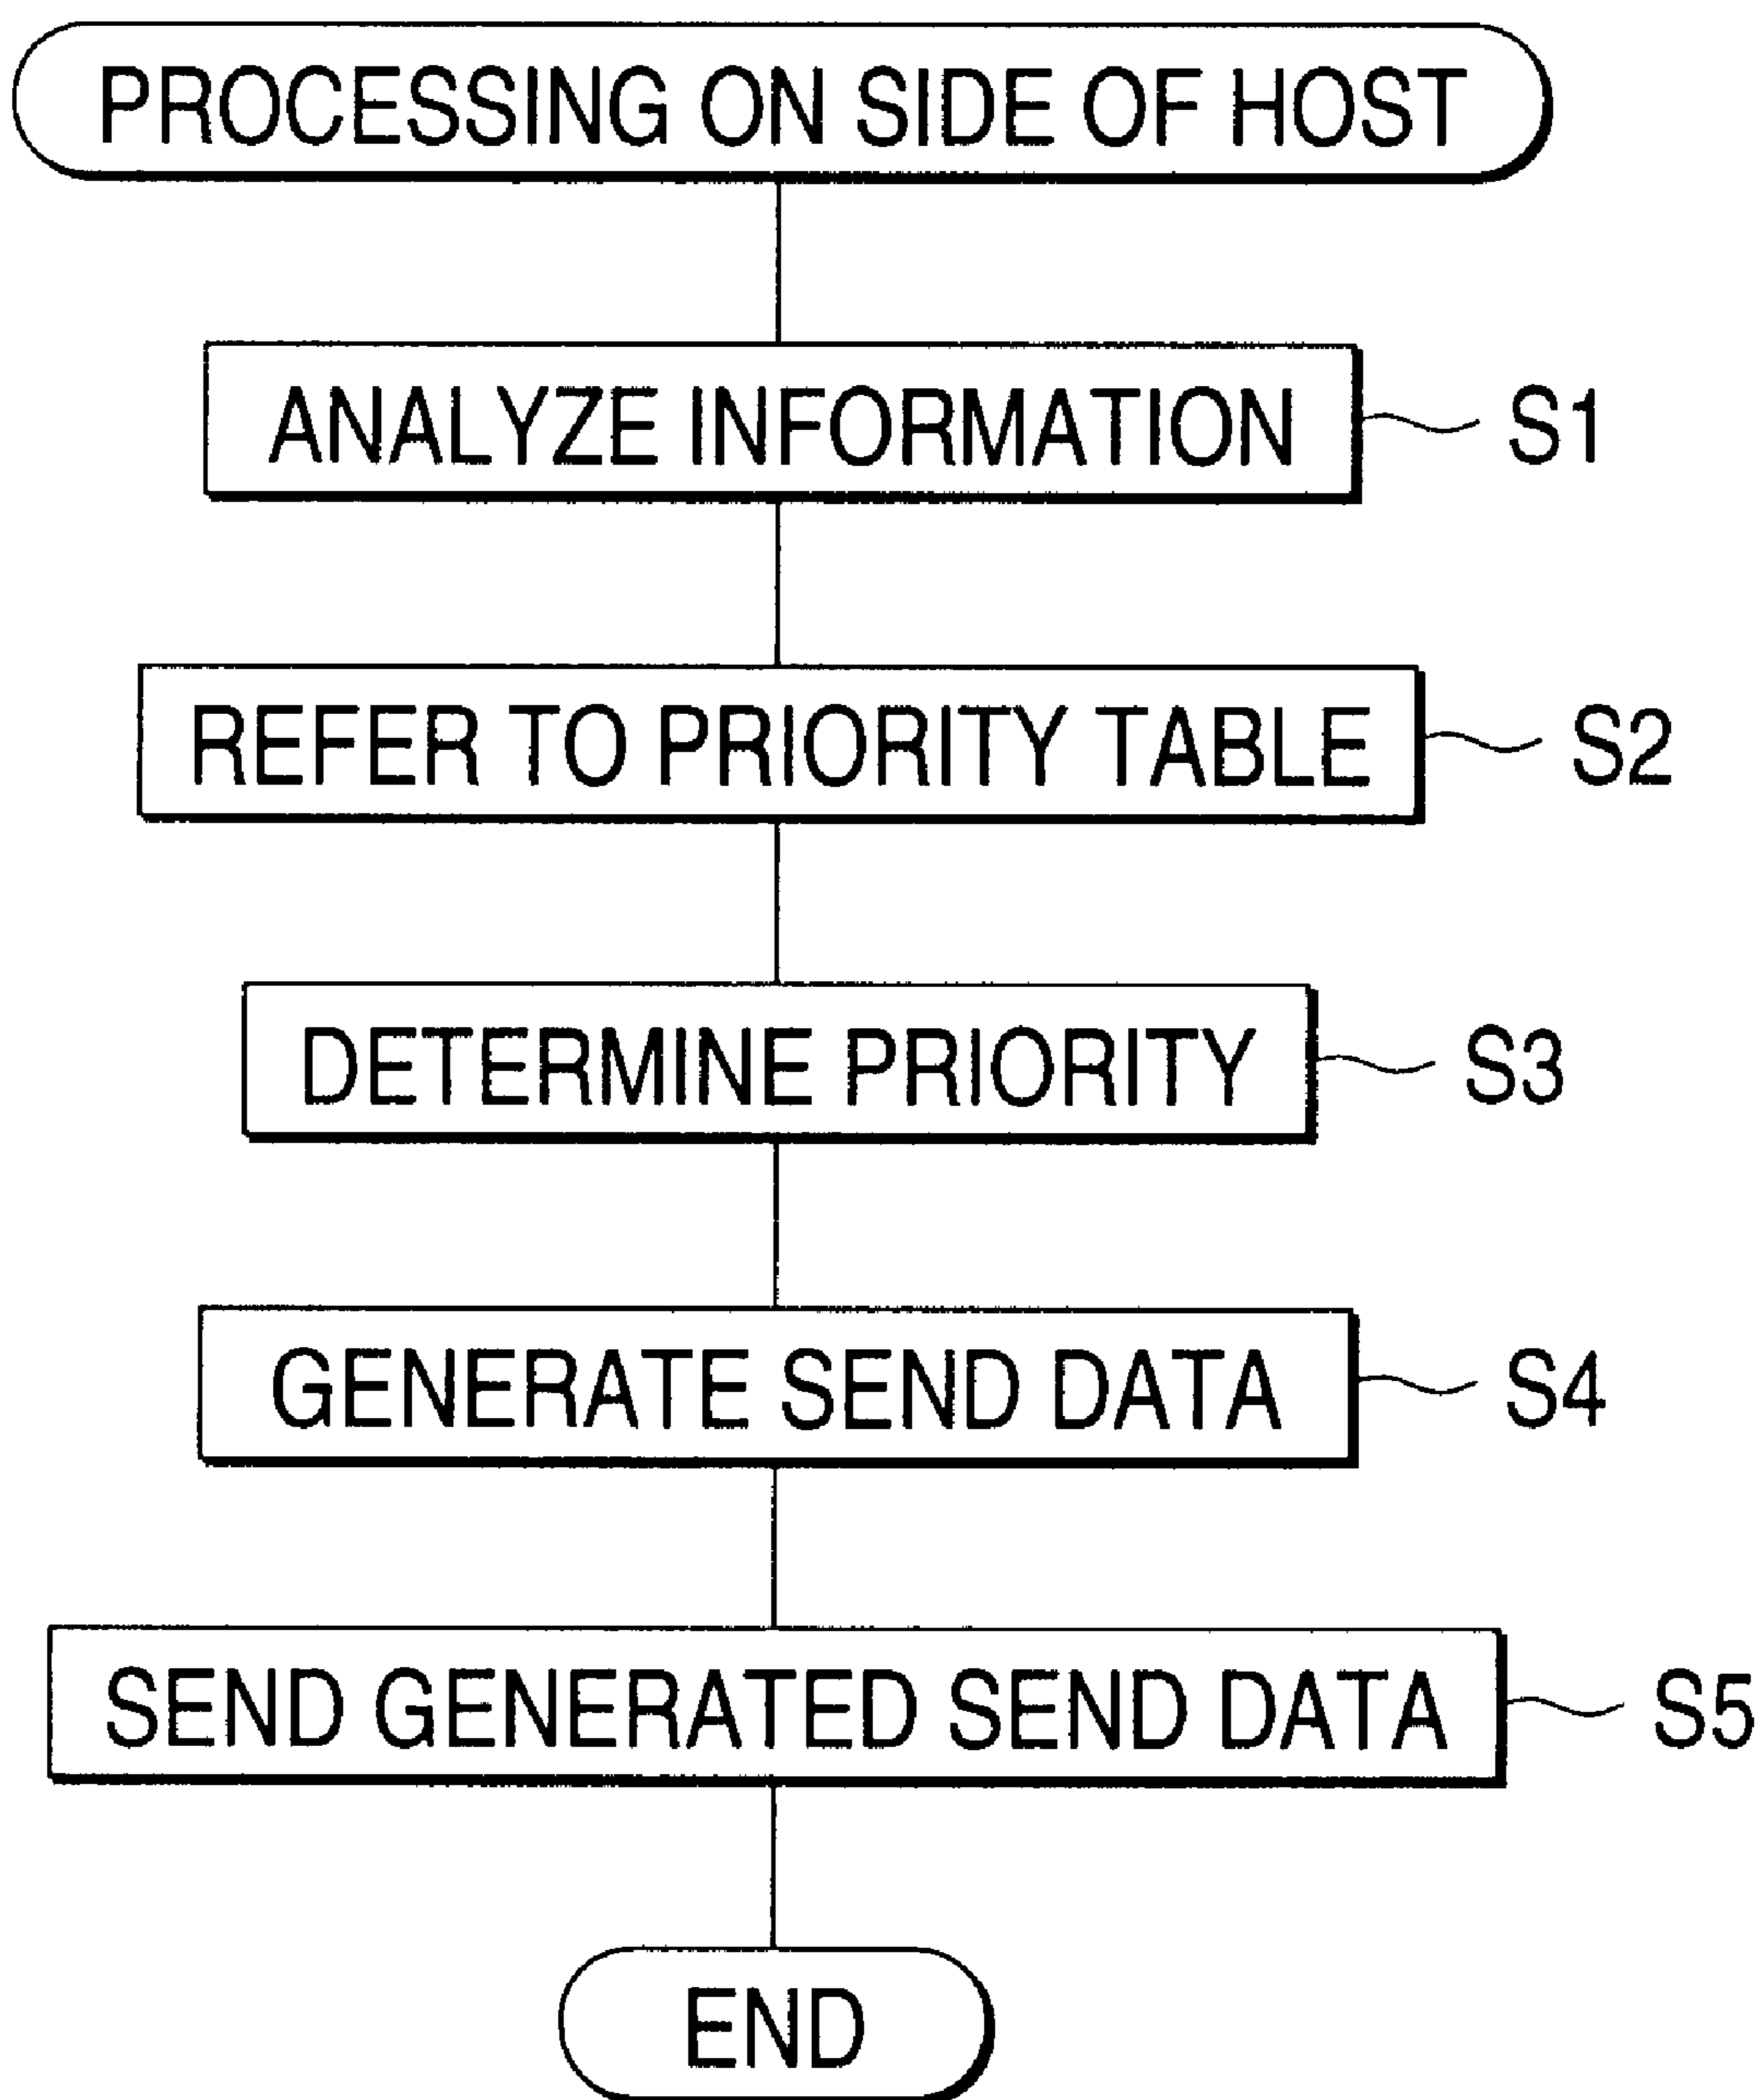 PROCESSING ON SIDE OF HOST
ANALYZE INFORMATION S1
REFER TO PRIORITY TABLE S2
DETERMINE PRIORITY S3
GENERATE SEND DATA S4
SEND GENERATED SEND DATA S5
END